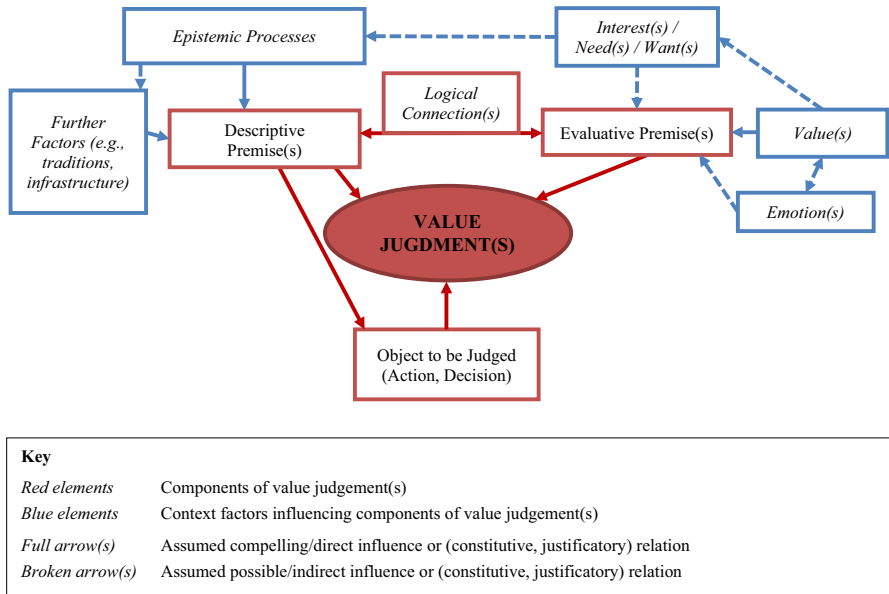 Epistemic Processes
Interest(s) /
Need(s) / Want(s)
Further
Factors (e.g.,
traditions,
infrastructure)
Descriptive
Premise(s)
Logical
Connection(s)
Evaluative Premise(s)
Value(s)
Emotion(s)
VALUE
JUGDMENT(S)
Object to be Judged
(Action, Decision)
Key
Red elements Components of value judgement(s)
Blue elements Context factors influencing components of value judgement(s)
Full arrow(s) Assumed compelling/direct influence or (constitutive, justificatory) relation
Broken arrow(s) Assumed possible/indirect influence or (constitutive, justificatory) relation